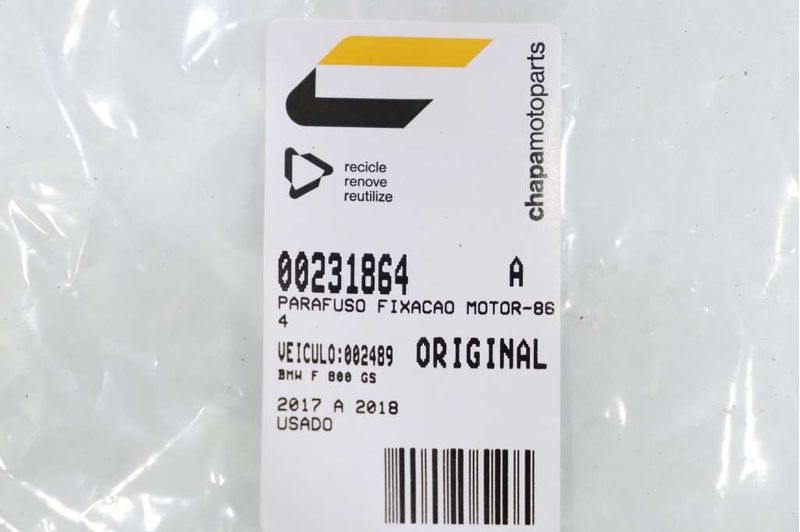 chapamotoparts
recicle
renove
reutilize
00231864 A
PARAFUSO FIXACAO MOTOR-86
4
VEICULO:002489 ORIGINAL
BMW F 800 GS
2017 A 2018
USADO